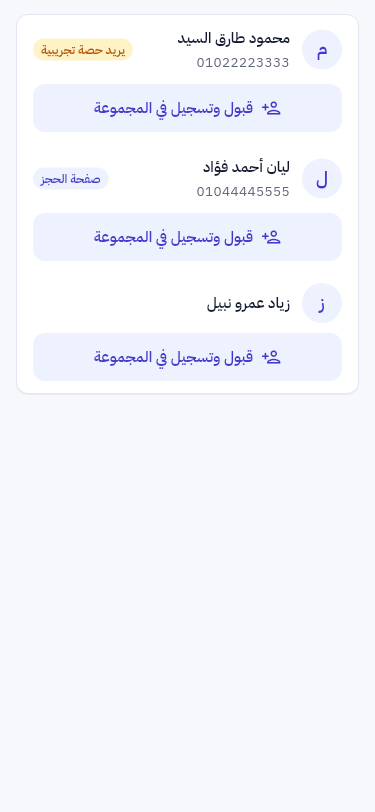 م
محمود طارق السيد
يريد حصة تجريبية
01022223333
قبول وتسجيل في المجموعة
ل
ليان أحمد فؤاد
صفحة الحجز
01044445555
قبول وتسجيل في المجموعة
ز
زياد عمرو نبيل
قبول وتسجيل في المجموعة